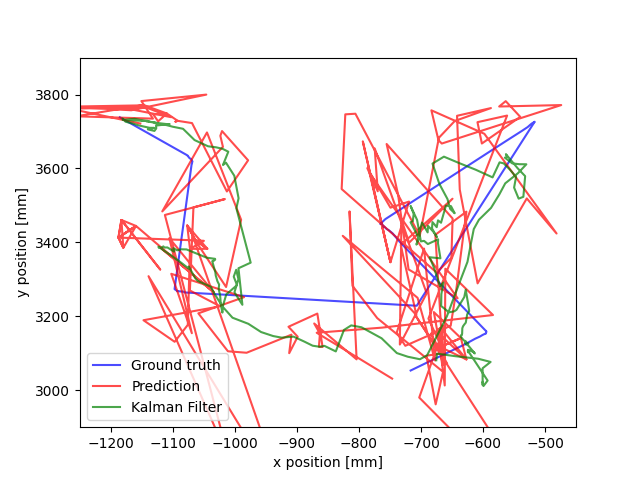 3800
3600
3400
3200
3000
y position [mm]
Ground truth
Prediction
Kalman Filter
−1200 −1100 −1000 −900 −800 −700 −600 −500
x position [mm]